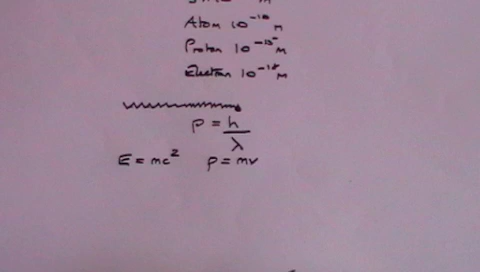 Atom 10⁻¹⁰ M
Proton 10⁻¹⁵ M
Electron 10⁻¹⁸ M
P = h/λ
E = mc² p = mv